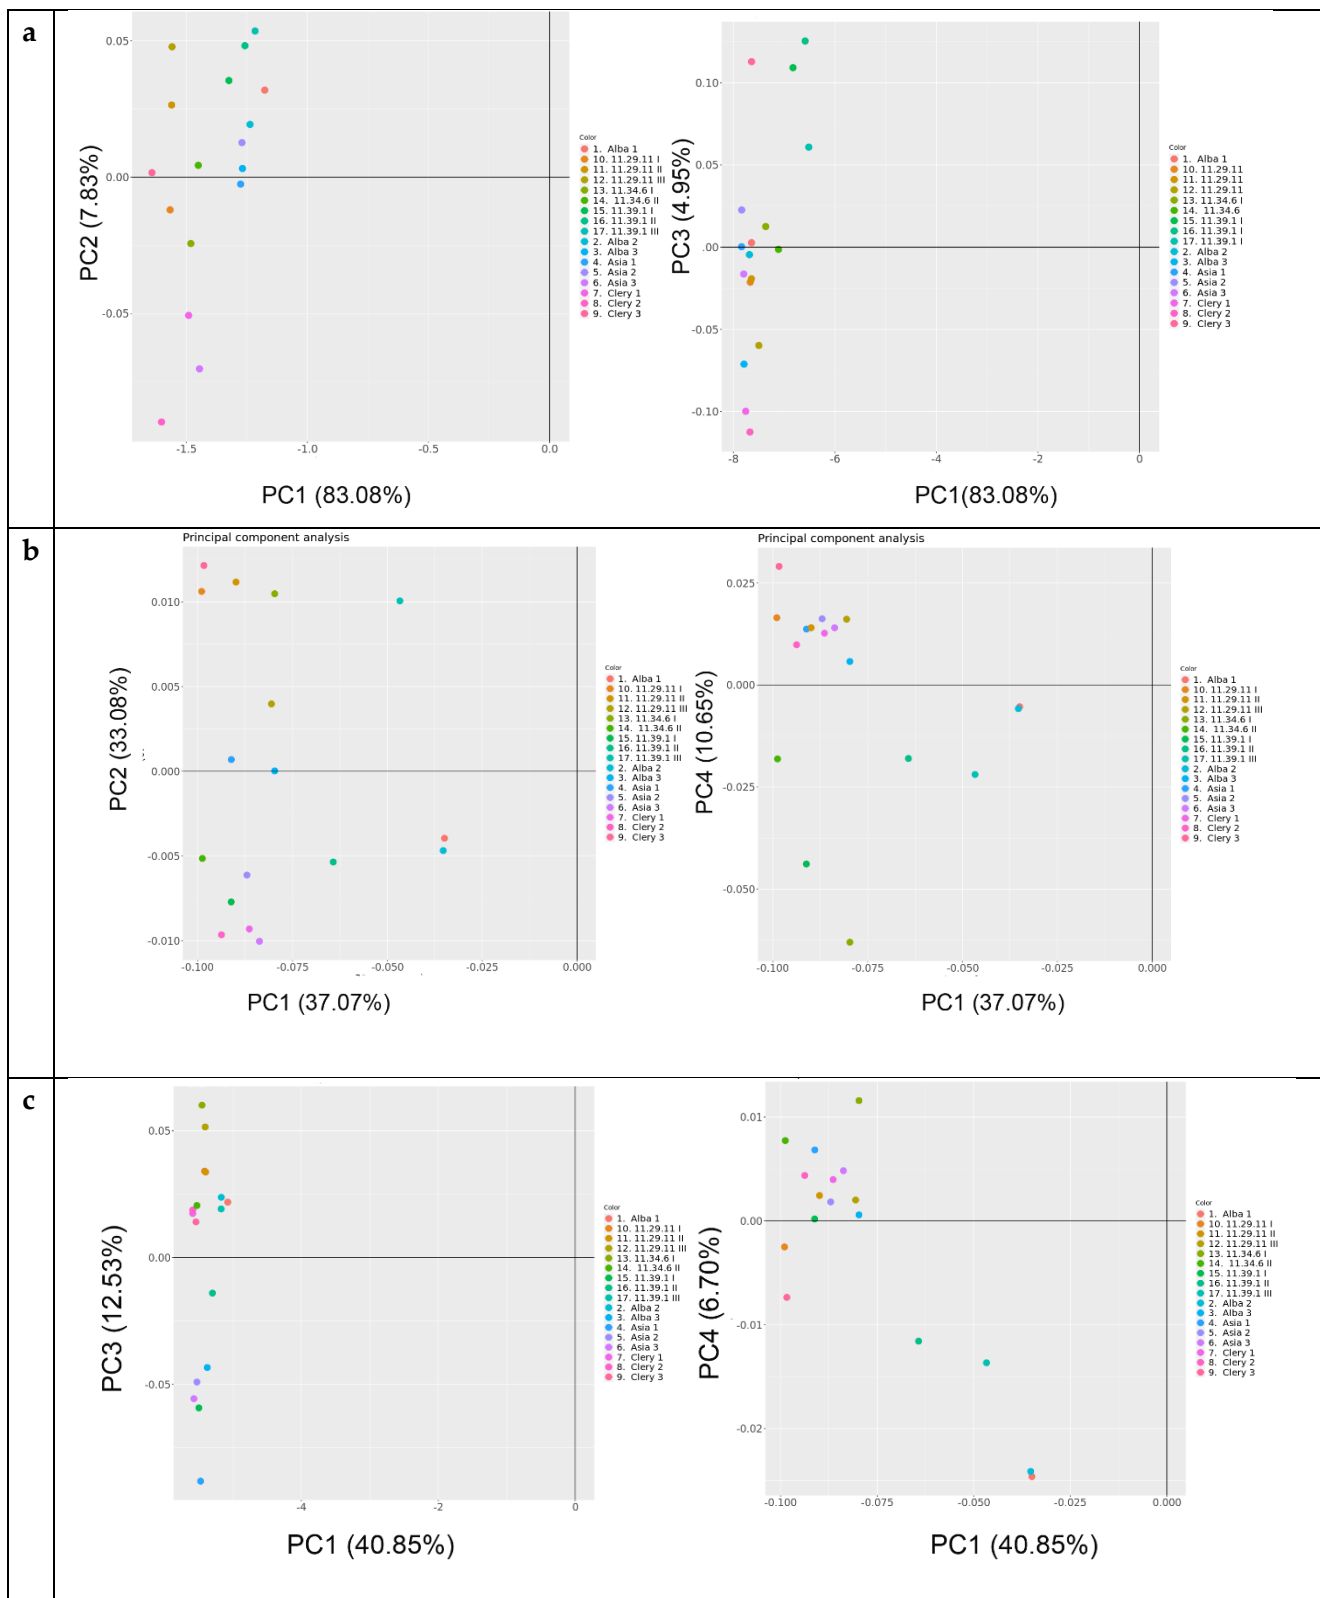 a
0.05
0.00
-0.05
PC2 (7.83%)
-1.5
-1.0
-0.5
0.0
PC1 (83.08%)
Color
1. Alba 1
10. 11.29.11 I
11. 11.29.11 II
12. 11.29.11 III
13. 11.34.6 I
14. 11.34.6 II
15. 11.39.1 I
16. 11.39.1 II
17. 11.39.1 III
2. Alba 2
3. Alba 3
4. Asia 1
5. Asia 2
6. Asia 3
7. Clery 1
8. Clery 2
9. Clery 3
0.10
0.05
.00
-0.05
-0.10
PC3 (4.95%)
-8
-6
-4
-2
0
PC1(83.08%)
Color
1. Alba 1
10. 11.29.11
11. 11.29.11
12. 11.29.11
13. 11.34.6 I
14. 11.34.6
15. 11.39.1 I
16. 11.39.1 I
17. 11.39.1 I
2. Alba 2
3. Alba 3
4. Asia 1
5. Asia 2
6. Asia 3
7. Clery 1
8. Clery 2
9. Clery 3
b
Principal component analysis
0.010
0.005
0.000
-0.005
-0.010
PC2 (33.08%)
-0.100
-0.075
-0.050
-0.025
0.000
PC1 (37.07%)
Color
1. Alba 1
10. 11.29.11 I
11. 11.29.11 II
12. 11.29.11 III
13. 11.34.6 I
14. 11.34.6 II
15. 11.39.1 I
16. 11.39.1 II
17. 11.39.1 III
2. Alba 2
3. Alba 3
4. Asia 1
5. Asia 2
6. Asia 3
7. Clery 1
8. Clery 2
9. Clery 3
Principal component analysis
0.025
0.000
-0.025
-0.050
PC4 (10.65%)
-0.100
-0.075
-0.050
-0.025
0.000
PC1 (37.07%)
Color
1. Alba 1
10. 11.29.11 I
11. 11.29.11 II
12. 11.29.11 III
13. 11.34.6 I
14. 11.34.6 II
15. 11.39.1 I
16. 11.39.1 II
17. 11.39.1 III
2. Alba 2
3. Alba 3
4. Asia 1
5. Asia 2
6. Asia 3
7. Clery 1
8. Clery 2
9. Clery 3
c
0.05
0.00
-0.05
PC3 (12.53%)
-4
-2
0
PC1 (40.85%)
Color
1. Alba 1
10. 11.29.11 I
11. 11.29.11 II
12. 11.29.11 III
13. 11.34.6 I
14. 11.34.6 II
15. 11.39.1 I
16. 11.39.1 II
17. 11.39.1 III
2. Alba 2
3. Alba 3
4. Asia 1
5. Asia 2
6. Asia 3
7. Clery 1
8. Clery 2
9. Clery 3
0.01
0.00
-0.01
-0.02
PC4 (6.70%)
-0.100
-0.075
-0.050
-0.025
0.000
PC1 (40.85%)
Color
1. Alba 1
10. 11.29.11 I
11. 11.29.11 II
12. 11.29.11 III
13. 11.34.6 I
14. 11.34.6 II
15. 11.39.1 I
16. 11.39.1 II
17. 11.39.1 III
2. Alba 2
3. Alba 3
4. Asia 1
5. Asia 2
6. Asia 3
7. Clery 1
8. Clery 2
9. Clery 3